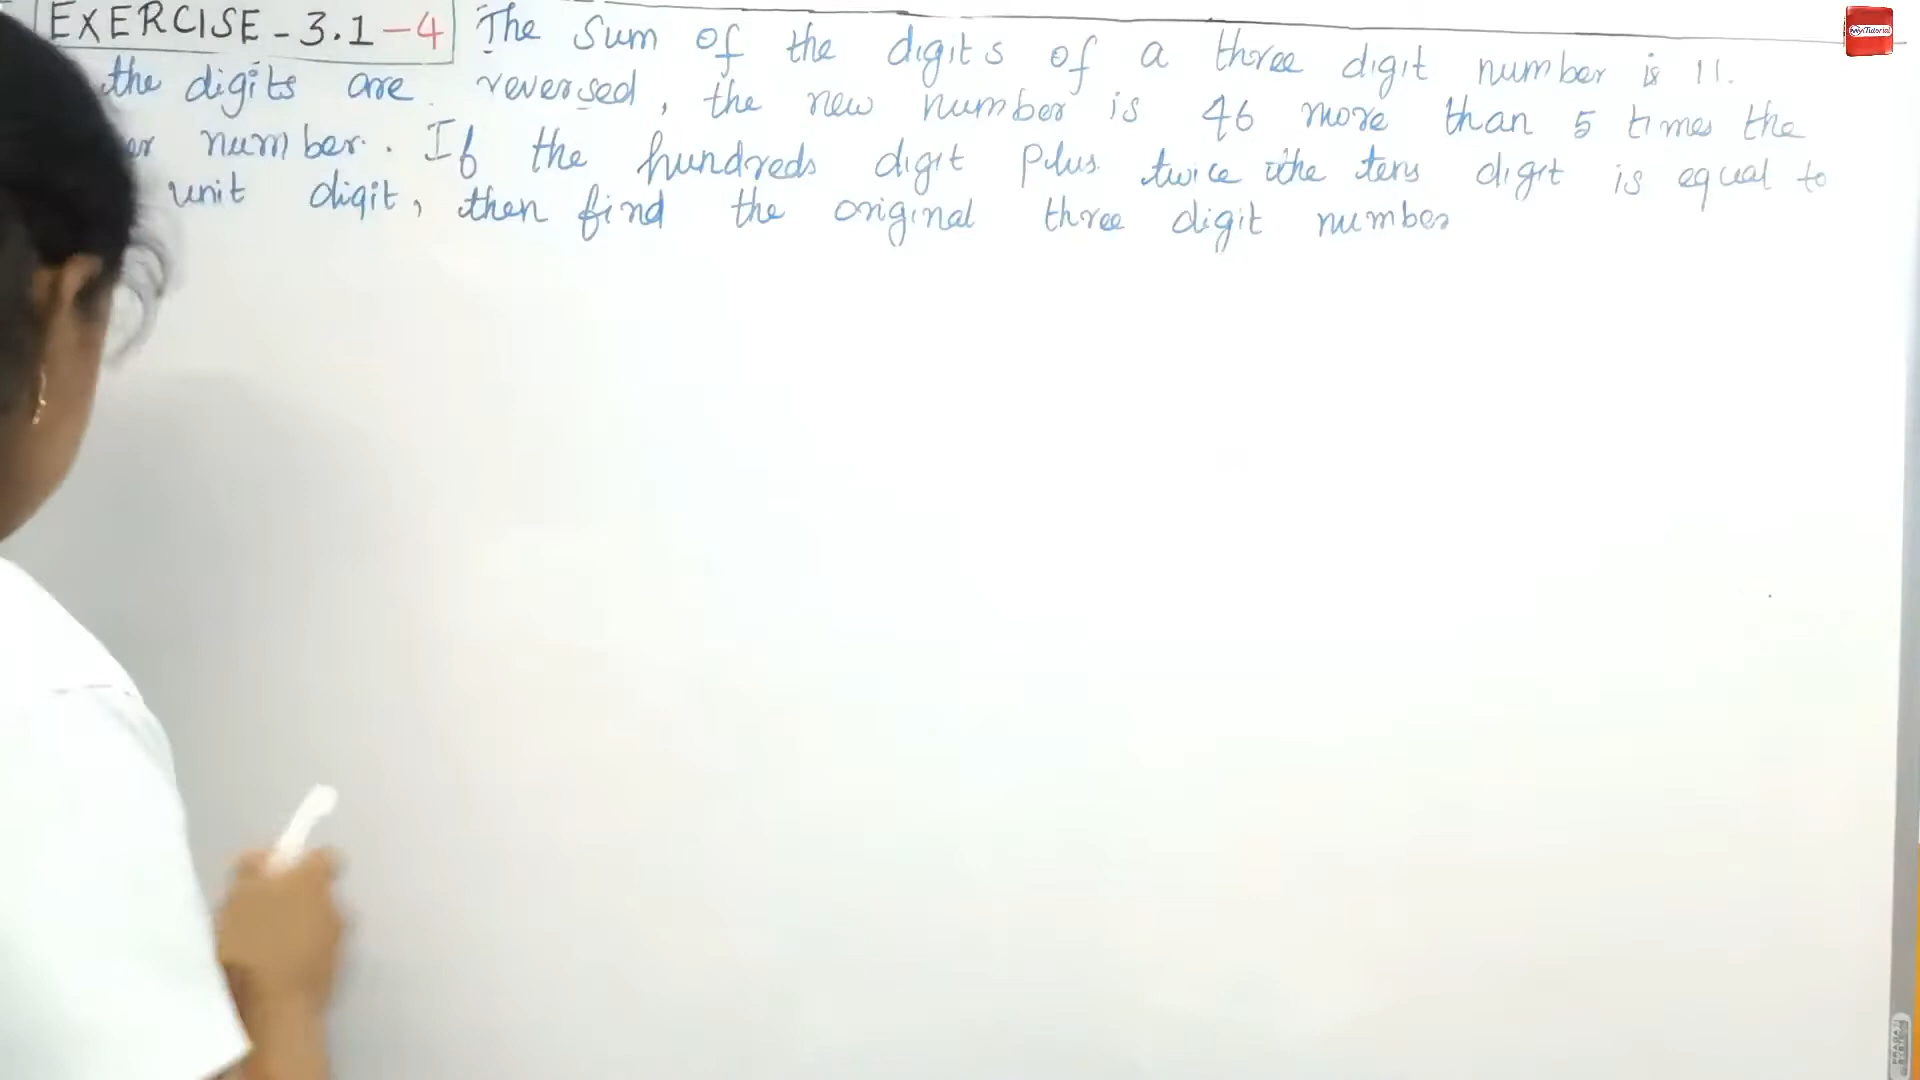 EXERCISE - 3.1 - 4 The Sum of the digits of a three digit number is 11.
the digits are reversed, the new number is 46 more than 5 times the
er number. If the hundreds digit plus twice the tens digit is equal to
unit digit, then find the original three digit number